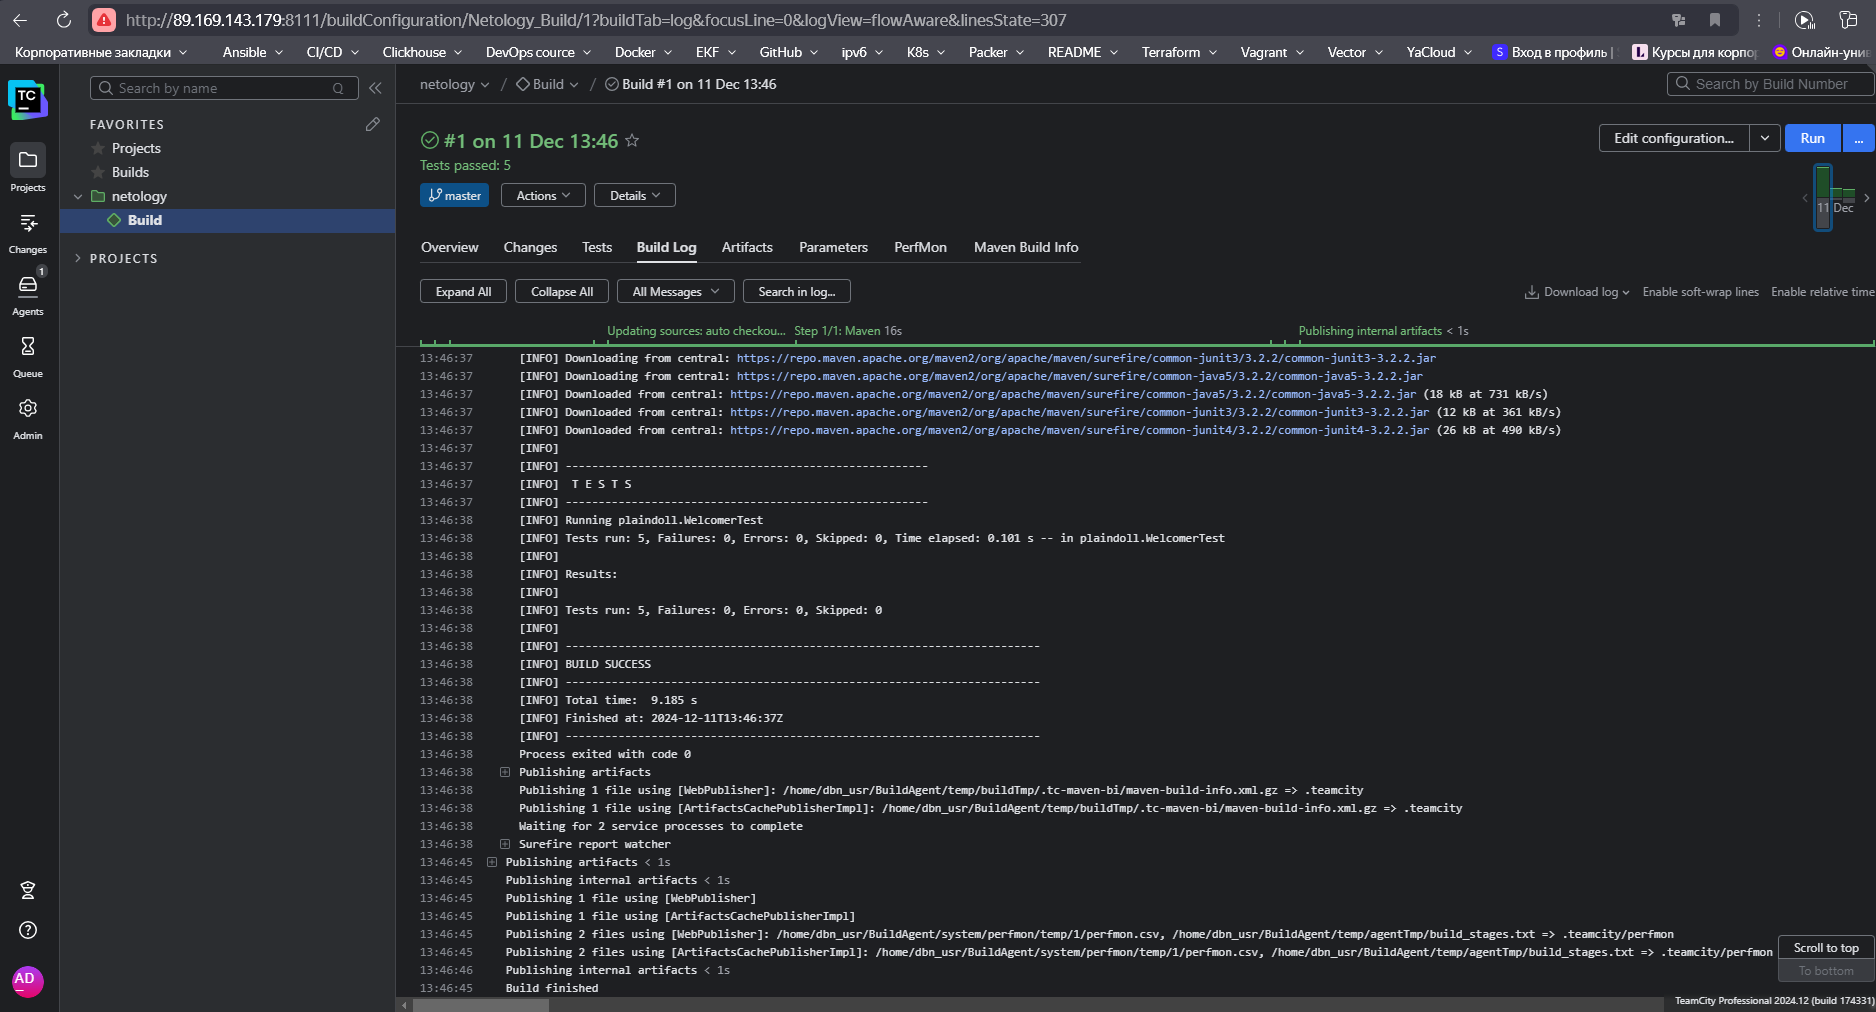 http://89.169.143.179:8111/buildConfiguration/Netology_Build/1?buildTab=log&focusLine=0&logView=flowAware&linesState=307
Корпоративные закладки Ansible CI/CD Clickhouse DevOps cource Docker EKF GitHub ipv6 K8s Packer README Terraform Vagrant Vector YaCloud S Вход в профиль | L Курсы для корпор Онлайн-унив
TC
Search by name Q
netology / Build / Build #1 on 11 Dec 13:46
Search by Build Number
FAVORITES
Projects
Builds
netology
Build
PROJECTS
Projects
Changes
1
Agents
Queue
Admin
AD
#1 on 11 Dec 13:46
Edit configuration... Run ...
Tests passed: 5
master Actions Details
11 Dec
Overview Changes Tests Build Log Artifacts Parameters PerfMon Maven Build Info
Expand All Collapse All All Messages Search in log...
Download log Enable soft-wrap lines Enable relative time
Updating sources: auto checkou... Step 1/1: Maven 16s Publishing internal artifacts < 1s
13:46:37 [INFO] Downloading from central: https://repo.maven.apache.org/maven2/org/apache/maven/surefire/common-junit3/3.2.2/common-junit3-3.2.2.jar
13:46:37 [INFO] Downloading from central: https://repo.maven.apache.org/maven2/org/apache/maven/surefire/common-java5/3.2.2/common-java5-3.2.2.jar
13:46:37 [INFO] Downloaded from central: https://repo.maven.apache.org/maven2/org/apache/maven/surefire/common-java5/3.2.2/common-java5-3.2.2.jar (18 kB at 731 kB/s)
13:46:37 [INFO] Downloaded from central: https://repo.maven.apache.org/maven2/org/apache/maven/surefire/common-junit3/3.2.2/common-junit3-3.2.2.jar (12 kB at 361 kB/s)
13:46:37 [INFO] Downloaded from central: https://repo.maven.apache.org/maven2/org/apache/maven/surefire/common-junit4/3.2.2/common-junit4-3.2.2.jar (26 kB at 490 kB/s)
13:46:37 [INFO]
13:46:37 [INFO] -------------------------------------------------------
13:46:37 [INFO]  T E S T S
13:46:37 [INFO] -------------------------------------------------------
13:46:38 [INFO] Running plaindoll.WelcomerTest
13:46:38 [INFO] Tests run: 5, Failures: 0, Errors: 0, Skipped: 0, Time elapsed: 0.101 s -- in plaindoll.WelcomerTest
13:46:38 [INFO]
13:46:38 [INFO] Results:
13:46:38 [INFO]
13:46:38 [INFO] Tests run: 5, Failures: 0, Errors: 0, Skipped: 0
13:46:38 [INFO]
13:46:38 [INFO] ------------------------------------------------------------------------
13:46:38 [INFO] BUILD SUCCESS
13:46:38 [INFO] ------------------------------------------------------------------------
13:46:38 [INFO] Total time:  9.185 s
13:46:38 [INFO] Finished at: 2024-12-11T13:46:37Z
13:46:38 [INFO] ------------------------------------------------------------------------
13:46:38 Process exited with code 0
13:46:38 Publishing artifacts
13:46:38 Publishing 1 file using [WebPublisher]: /home/dbn_usr/BuildAgent/temp/buildTmp/.tc-maven-bi/maven-build-info.xml.gz => .teamcity
13:46:38 Publishing 1 file using [ArtifactsCachePublisherImpl]: /home/dbn_usr/BuildAgent/temp/buildTmp/.tc-maven-bi/maven-build-info.xml.gz => .teamcity
13:46:38 Waiting for 2 service processes to complete
13:46:38 Surefire report watcher
13:46:45 Publishing artifacts < 1s
13:46:45 Publishing internal artifacts < 1s
13:46:45 Publishing 1 file using [WebPublisher]
13:46:45 Publishing 1 file using [ArtifactsCachePublisherImpl]
13:46:45 Publishing 2 files using [WebPublisher]: /home/dbn_usr/BuildAgent/system/perfmon/temp/1/perfmon.csv, /home/dbn_usr/BuildAgent/temp/agentTmp/build_stages.txt => .teamcity/perfmon
13:46:45 Publishing 2 files using [ArtifactsCachePublisherImpl]: /home/dbn_usr/BuildAgent/system/perfmon/temp/1/perfmon.csv, /home/dbn_usr/BuildAgent/temp/agentTmp/build_stages.txt => .teamcity/perfmon
13:46:46 Publishing internal artifacts < 1s
13:46:45 Build finished
Scroll to top
To bottom
TeamCity Professional 2024.12 (build 174331)